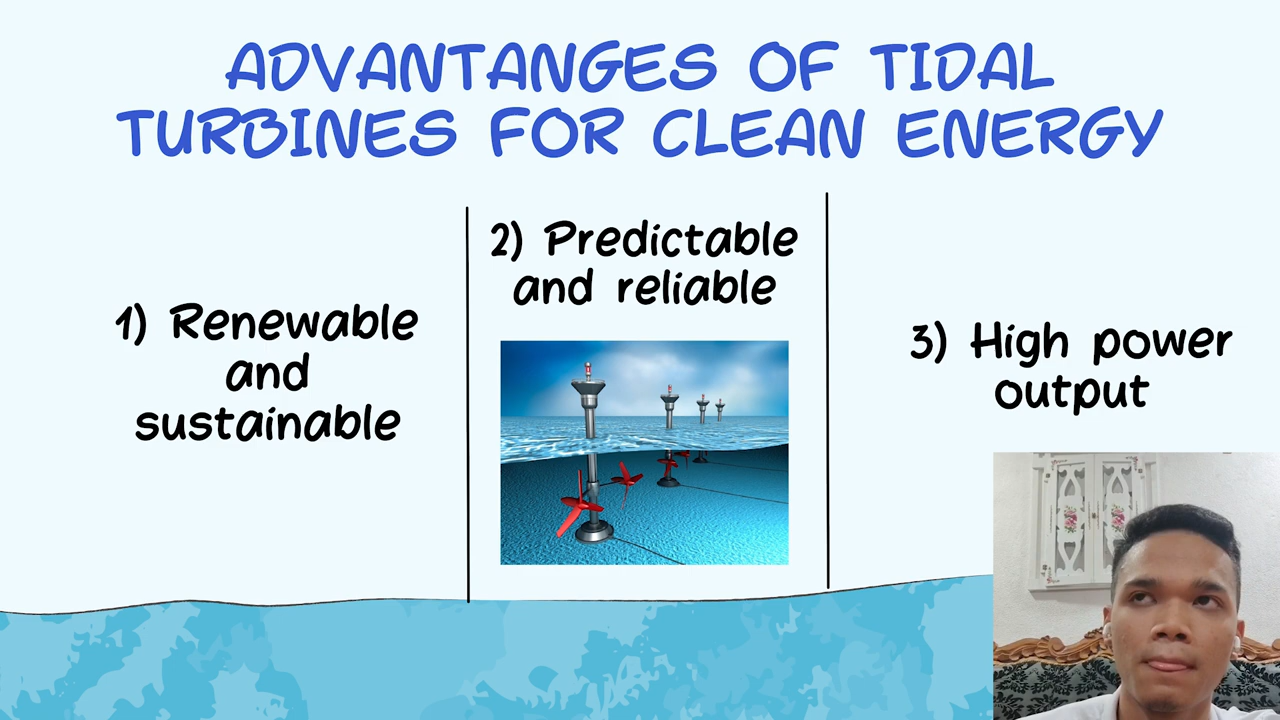 ADVANTANGES OF TIDAL
TURBINES FOR CLEAN ENERGY
1) Renewable
and
sustainable
2) Predictable
and reliable
3) High power
output